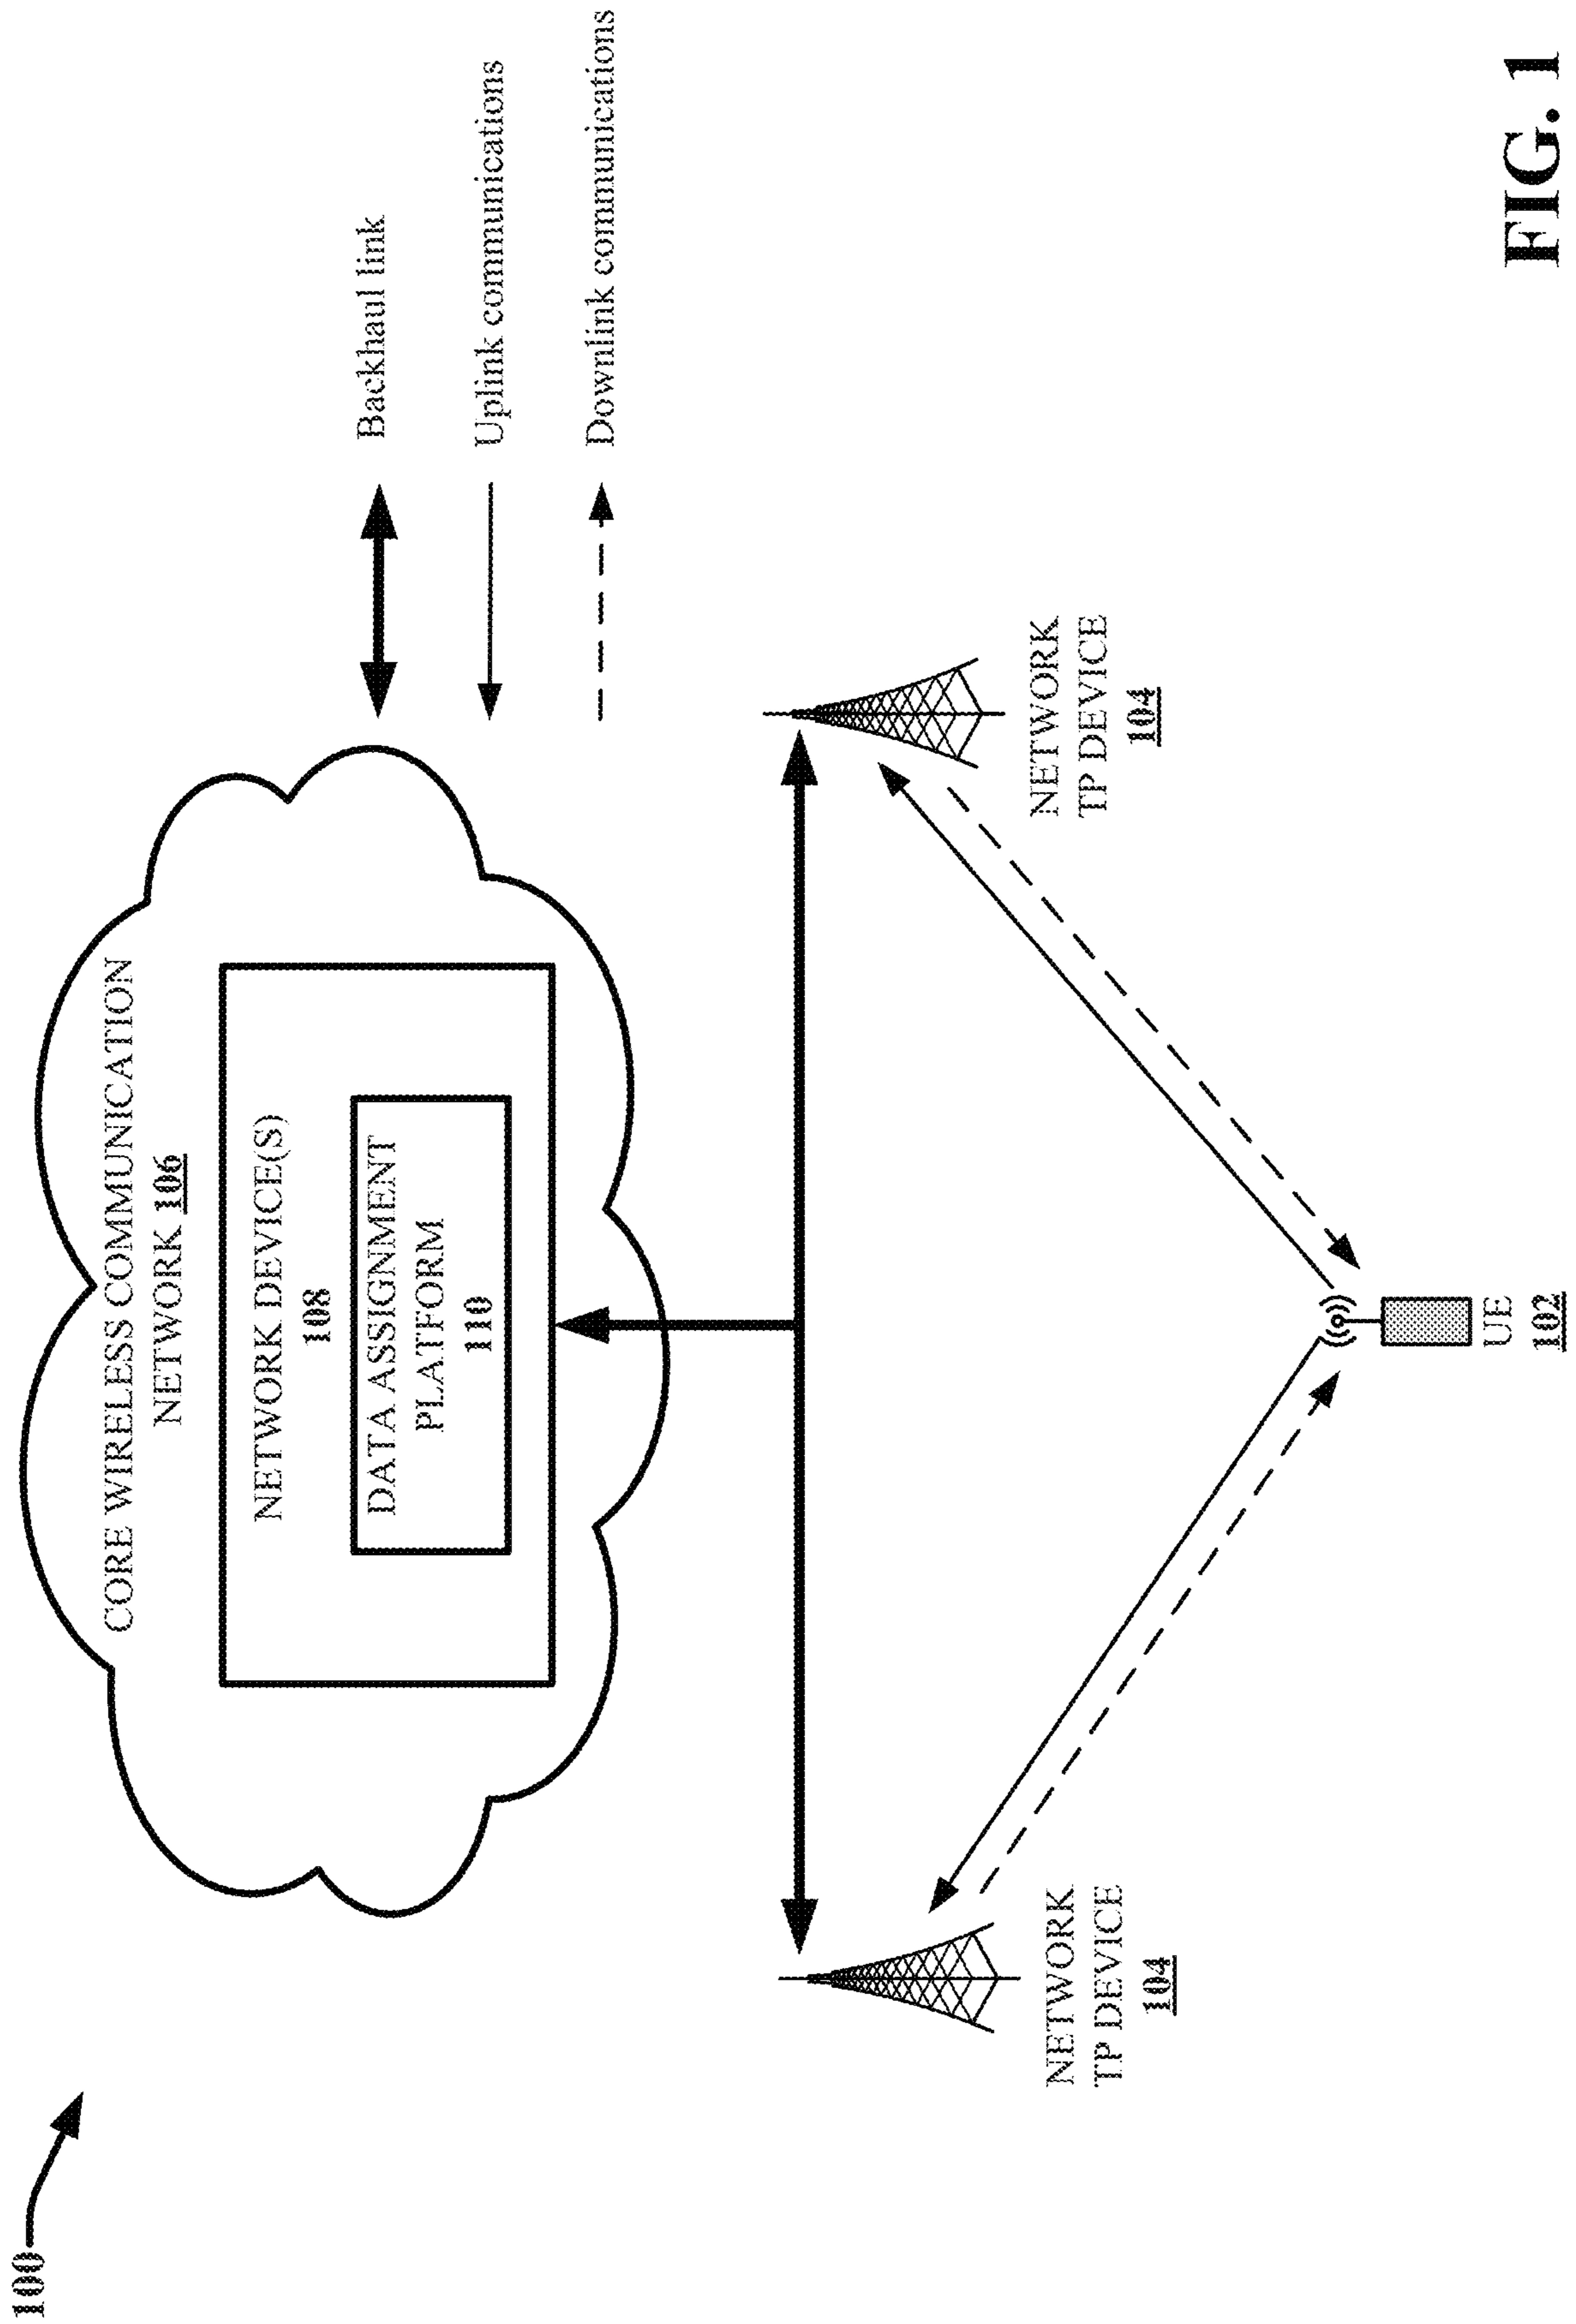 100
CORE WIRELESS COMMUNICATION
NETWORK 106
NETWORK DEVICE(S)
108
DATA ASSIGNMENT
PLATFORM
110
Backhaul link
Uplink communications
Downlink communications
NETWORK
TP DEVICE
104
NETWORK
TP DEVICE
104
UE
102
FIG. 1